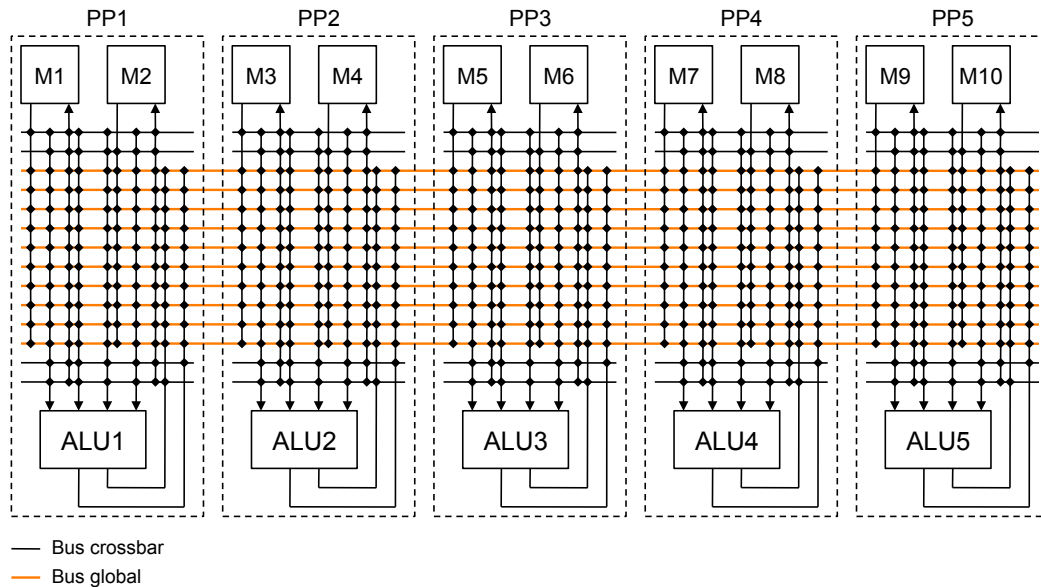 PP1 PP2 PP3 PP4 PP5
M1 M2 M3 M4 M5 M6 M7 M8 M9 M10
ALU1 ALU2 ALU3 ALU4 ALU5
Bus crossbar
Bus global